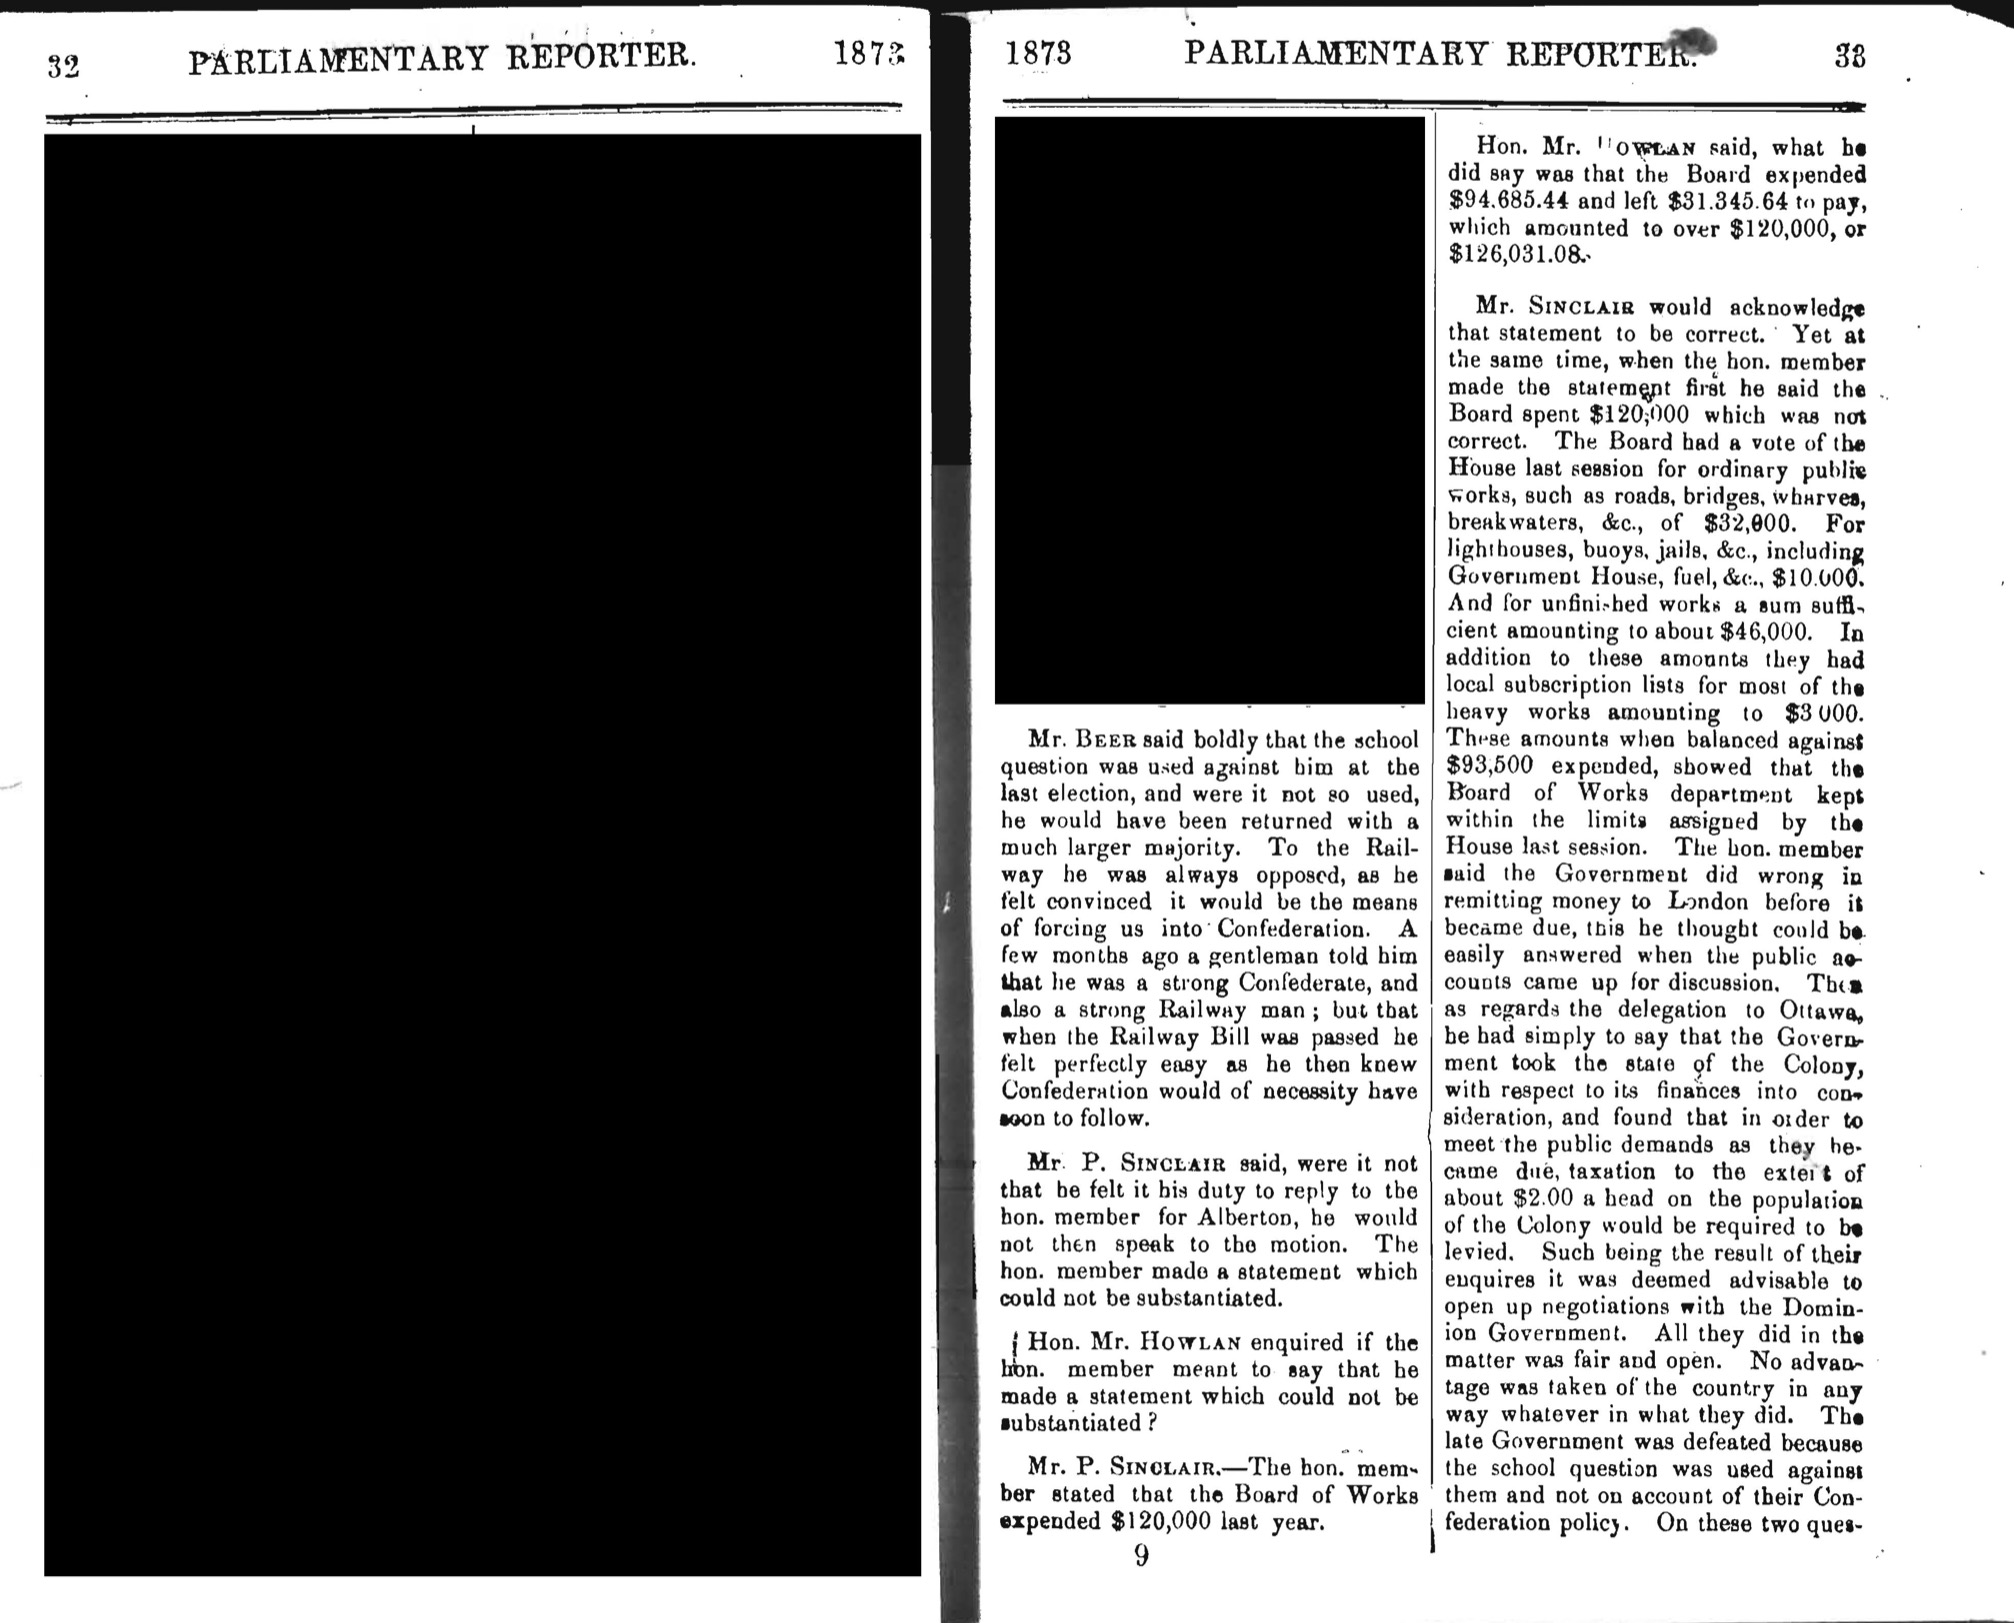 32 PARLIAMENTARY REPORTER. 1873
1873 PARLIAMENTARY REPORTER. 33
Mr. BEER said boldly that the school
question was used against him at the
last election, and were it not so used,
he would have been returned with a
much larger majority. To the Rail-
way he was always opposed, as he
felt convinced it would be the means
of forcing us into Confederation. A
few months ago a gentleman told him
that he was a strong Confederate, and
also a strong Railway man ; but that
when the Railway Bill was passed he
felt perfectly easy as he then knew
Confederation would of necessity have
soon to follow.
Mr. P. SINCLAIR said, were it not
that he felt it his duty to reply to the
hon. member for Alberton, he would
not then speak to the motion. The
hon. member made a statement which
could not be substantiated.
Hon. Mr. HOWLAN enquired if the
hon. member meant to say that he
made a statement which could not be
substantiated ?
Mr. P. SINCLAIR.—The hon. mem-
ber stated that the Board of Works
expended $120,000 last year.
9
Hon. Mr. HOWLAN said, what he
did say was that the Board expended
$94.685.44 and left $31.345.64 to pay,
which amounted to over $120,000, or
$126,031.08.
Mr. SINCLAIR would acknowledge
that statement to be correct. Yet at
the same time, when the hon. member
made the statement first he said the
Board spent $120,000 which was not
correct. The Board had a vote of the
House last session for ordinary public
works, such as roads, bridges, wharves,
breakwaters, &c., of $32,000. For
lighthouses, buoys, jails, &c., including
Government House, fuel, &c., $10.000.
And for unfinished works a sum suffi-
cient amounting to about $46,000. In
addition to these amounts they had
local subscription lists for most of the
heavy works amounting to $3 000.
These amounts when balanced against
$93,500 expended, showed that the
Board of Works department kept
within the limits assigned by the
House last session. The hon. member
said the Government did wrong in
remitting money to London before it
became due, this he thought could be
easily answered when the public ac-
counts came up for discussion. Then
as regards the delegation to Ottawa,
he had simply to say that the Govern-
ment took the state of the Colony,
with respect to its finances into con-
sideration, and found that in order to
meet the public demands as they be-
came due, taxation to the extent of
about $2.00 a head on the population
of the Colony would be required to be
levied. Such being the result of their
enquires it was deemed advisable to
open up negotiations with the Domin-
ion Government. All they did in the
matter was fair and open. No advan-
tage was taken of the country in any
way whatever in what they did. The
late Government was defeated because
the school question was used against
them and not on account of their Con-
federation policy. On these two ques-